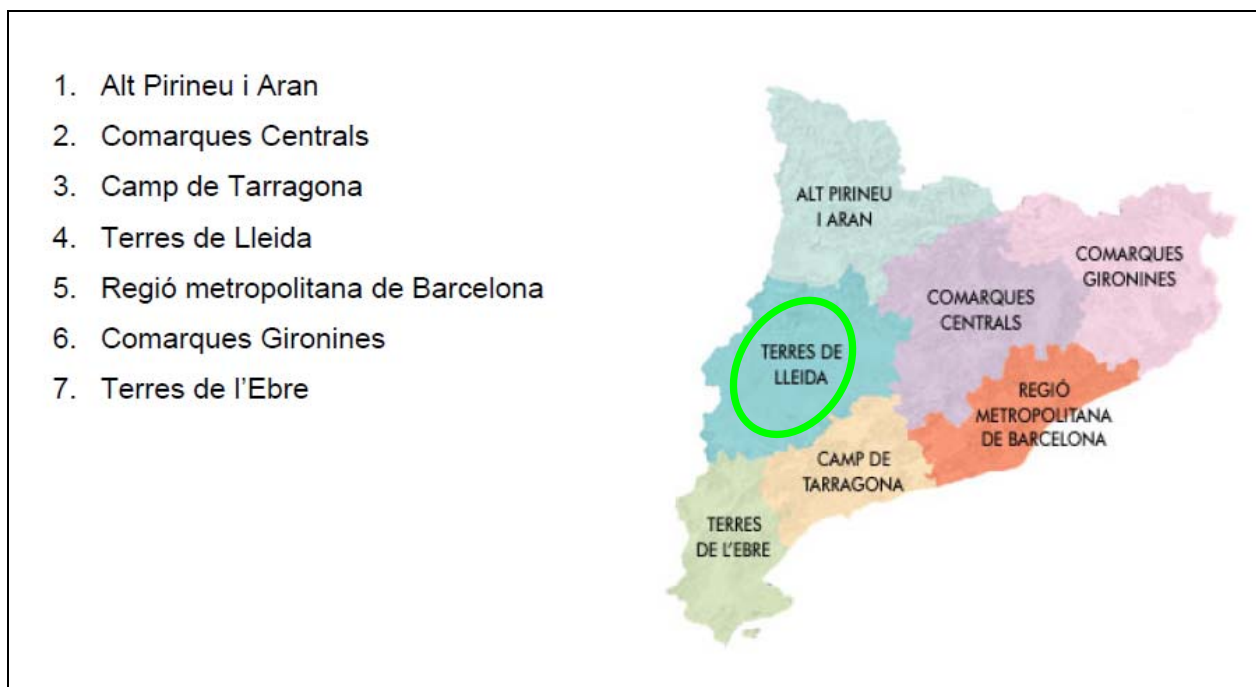 1. Alt Pirineu i Aran
2. Comarques Centrals
3. Camp de Tarragona
4. Terres de Lleida
5. Regió metropolitana de Barcelona
6. Comarques Gironines
7. Terres de l'Ebre
ALT PIRINEU
I ARAN
COMARQUES
GIRONINES
COMARQUES
CENTRALS
TERRES DE
LLEIDA
REGIÓ
METROPOLITANA
DE BARCELONA
CAMP DE
TARRAGONA
TERRES
DE L'EBRE